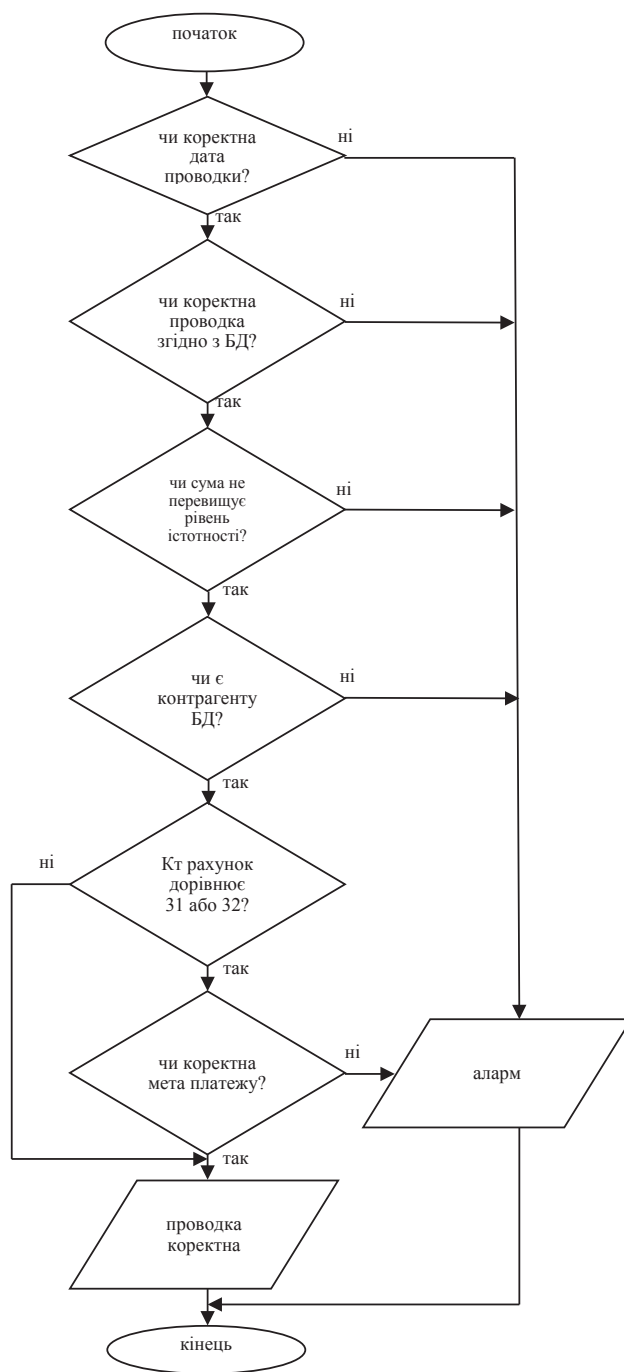 початок
чи коректна
дата
проводки?
ні
так
чи коректна
проводка
згідно з БД?
ні
так
чи сума не
перевищує
рівень
істотності?
ні
так
чи є
контрагенту
БД?
ні
так
ні
Кт рахунок
дорівнює
31 або 32?
так
чи коректна
мета платежу?
ні
аларм
так
проводка
коректна
кінець